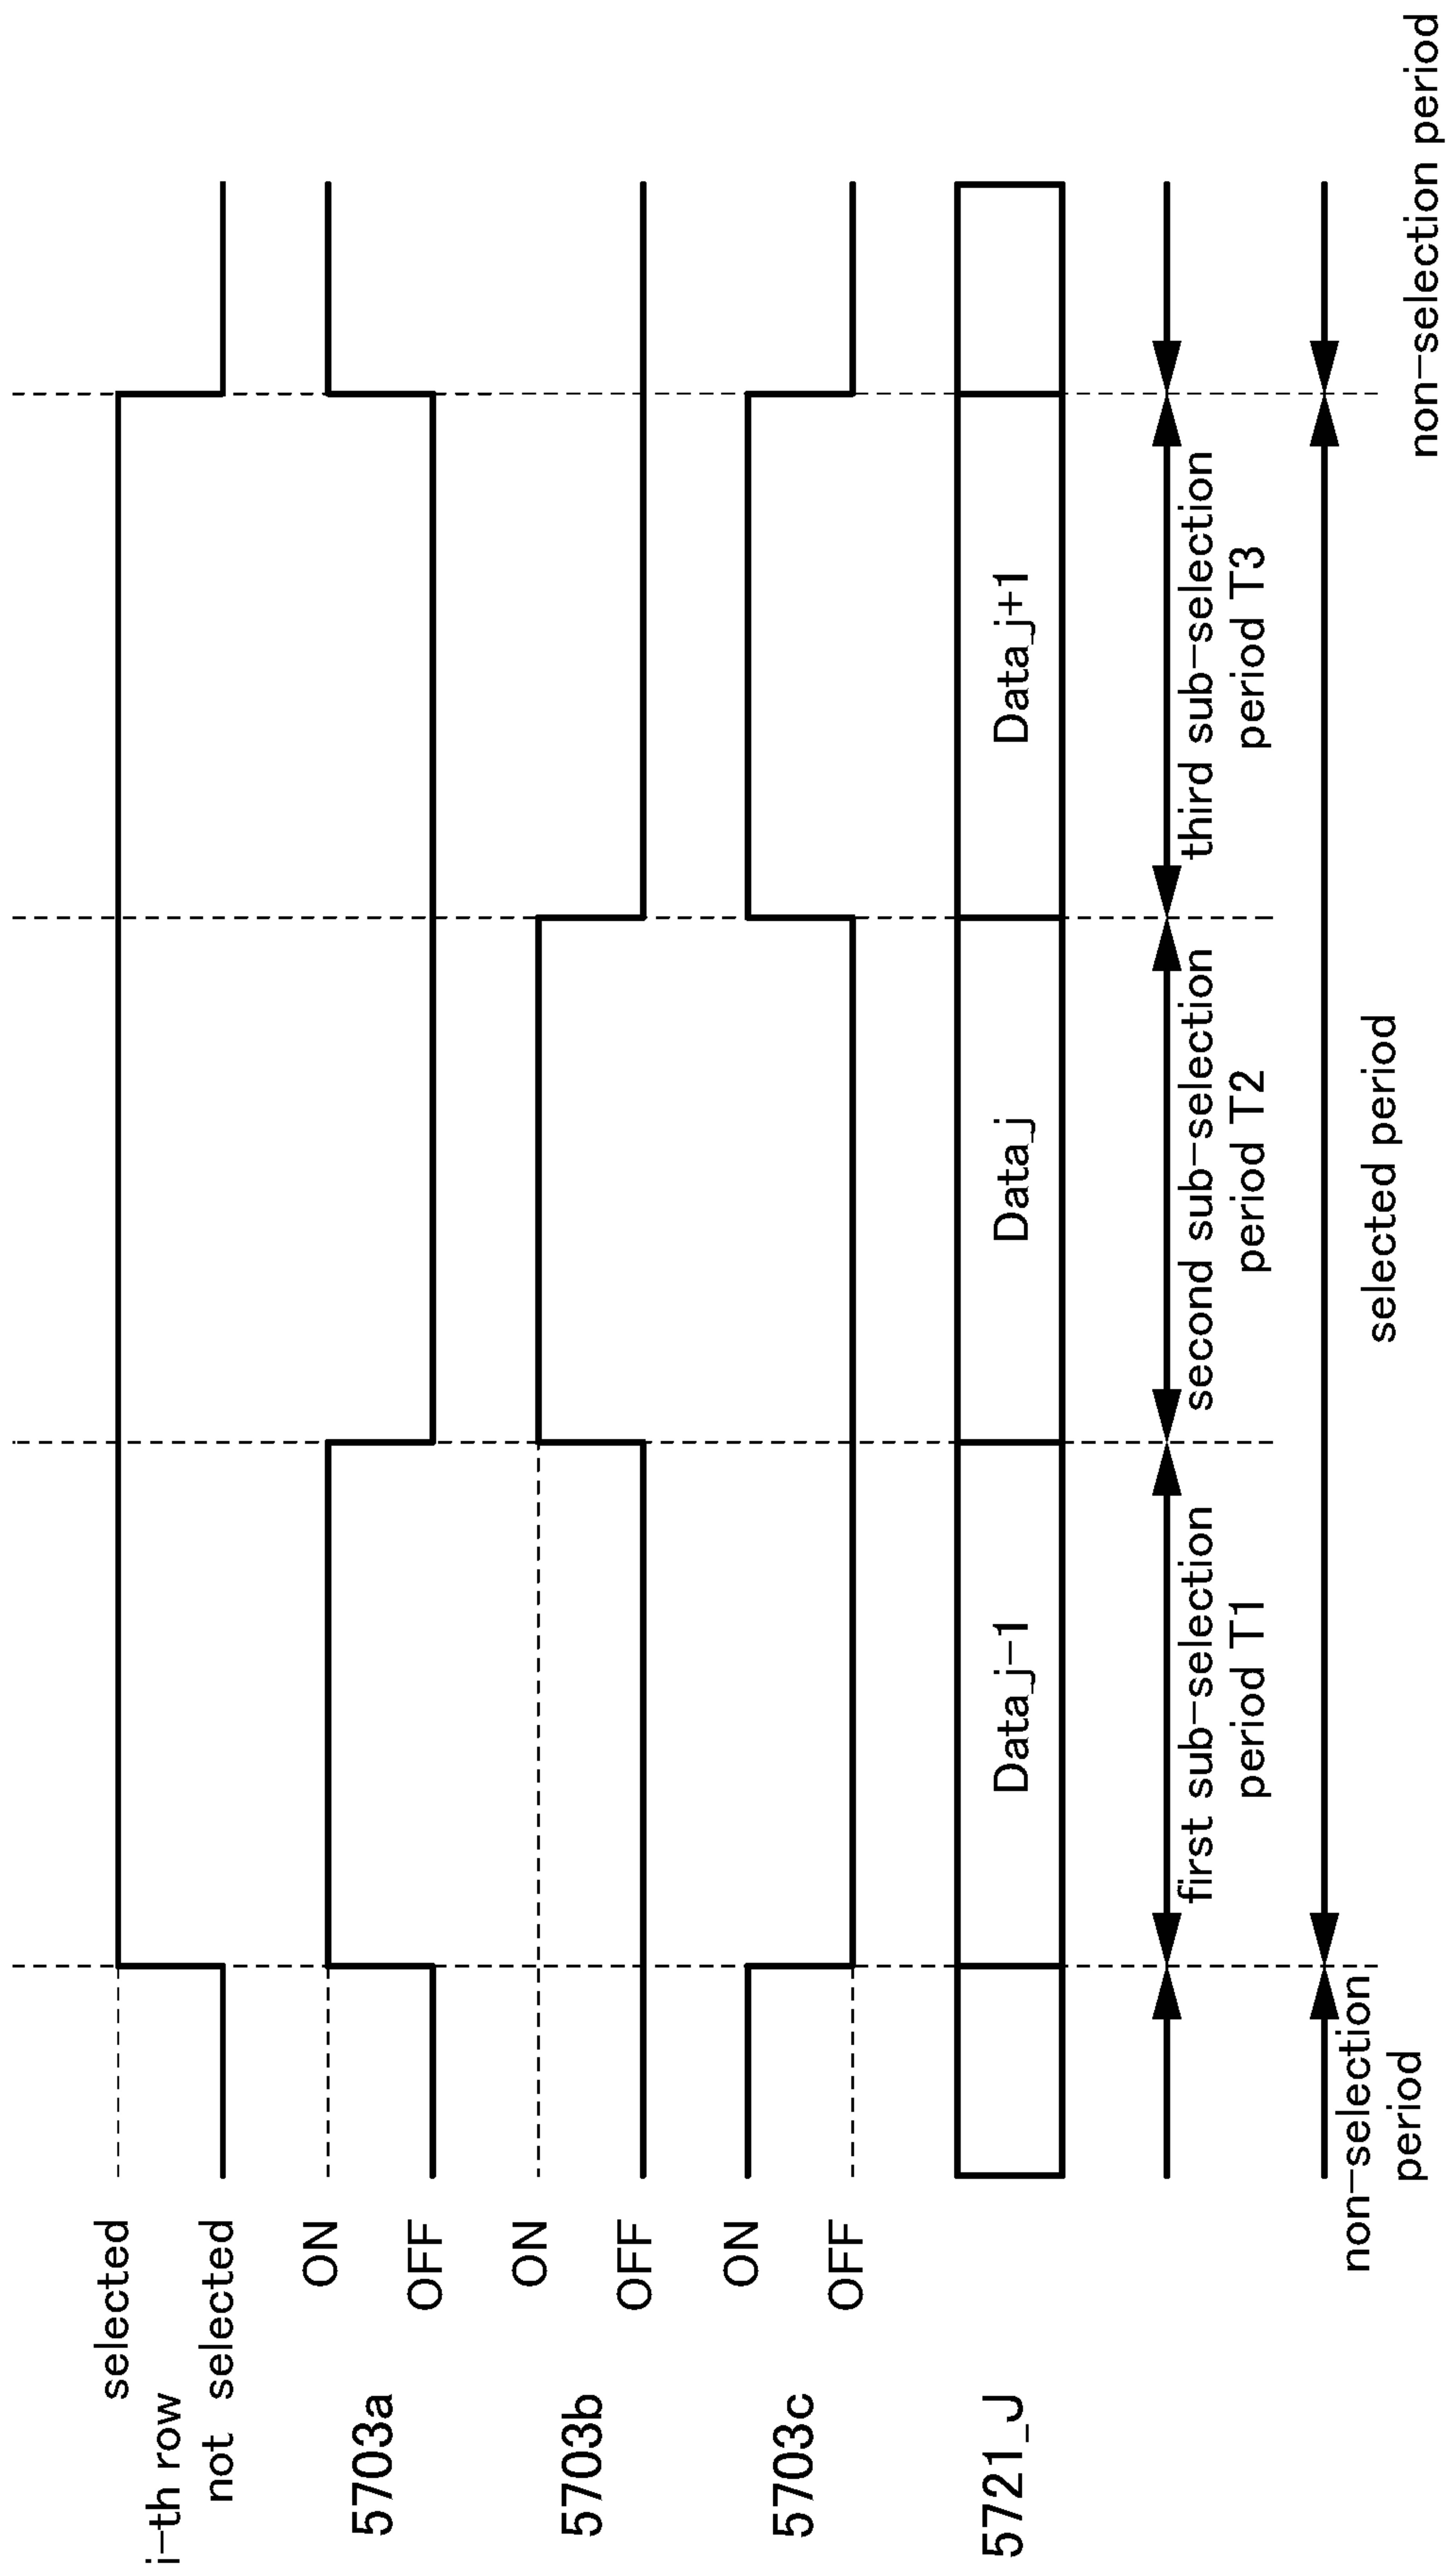 selected
i-th row
not selected
ON
5703a
OFF
ON
5703b
OFF
ON
5703c
OFF
5721_J
Data_j-1
Data_j
Data_j+1
first sub-selection
period T1
second sub-selection
period T2
third sub-selection
period T3
non-selection
period
selected period
non-selection period